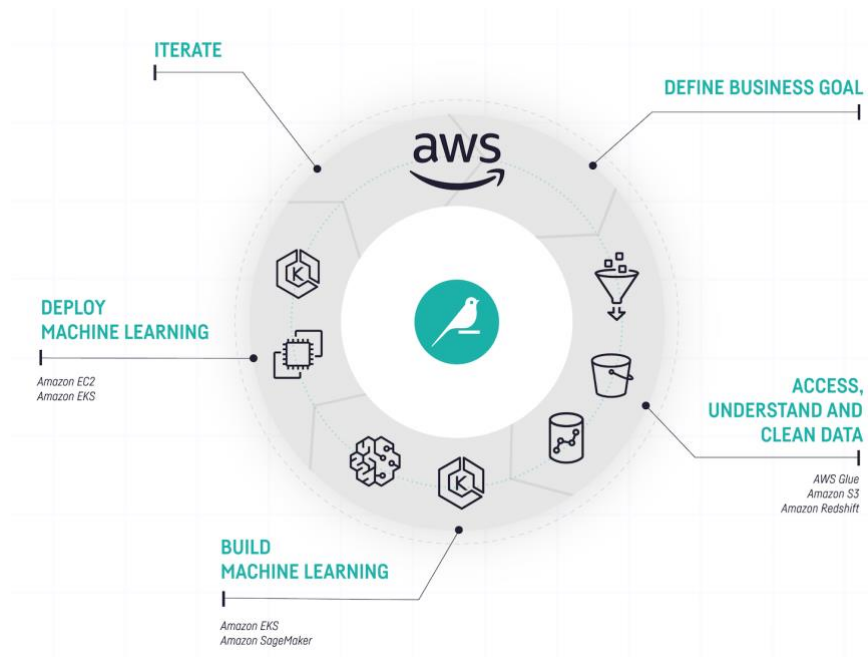 ITERATE
DEFINE BUSINESS GOAL
aws
DEPLOY
MACHINE LEARNING
Amazon EC2
Amazon EKS
ACCESS,
UNDERSTAND AND
CLEAN DATA
AWS Glue
Amazon S3
Amazon Redshift
BUILD
MACHINE LEARNING
Amazon EKS
Amazon SageMaker
K
K